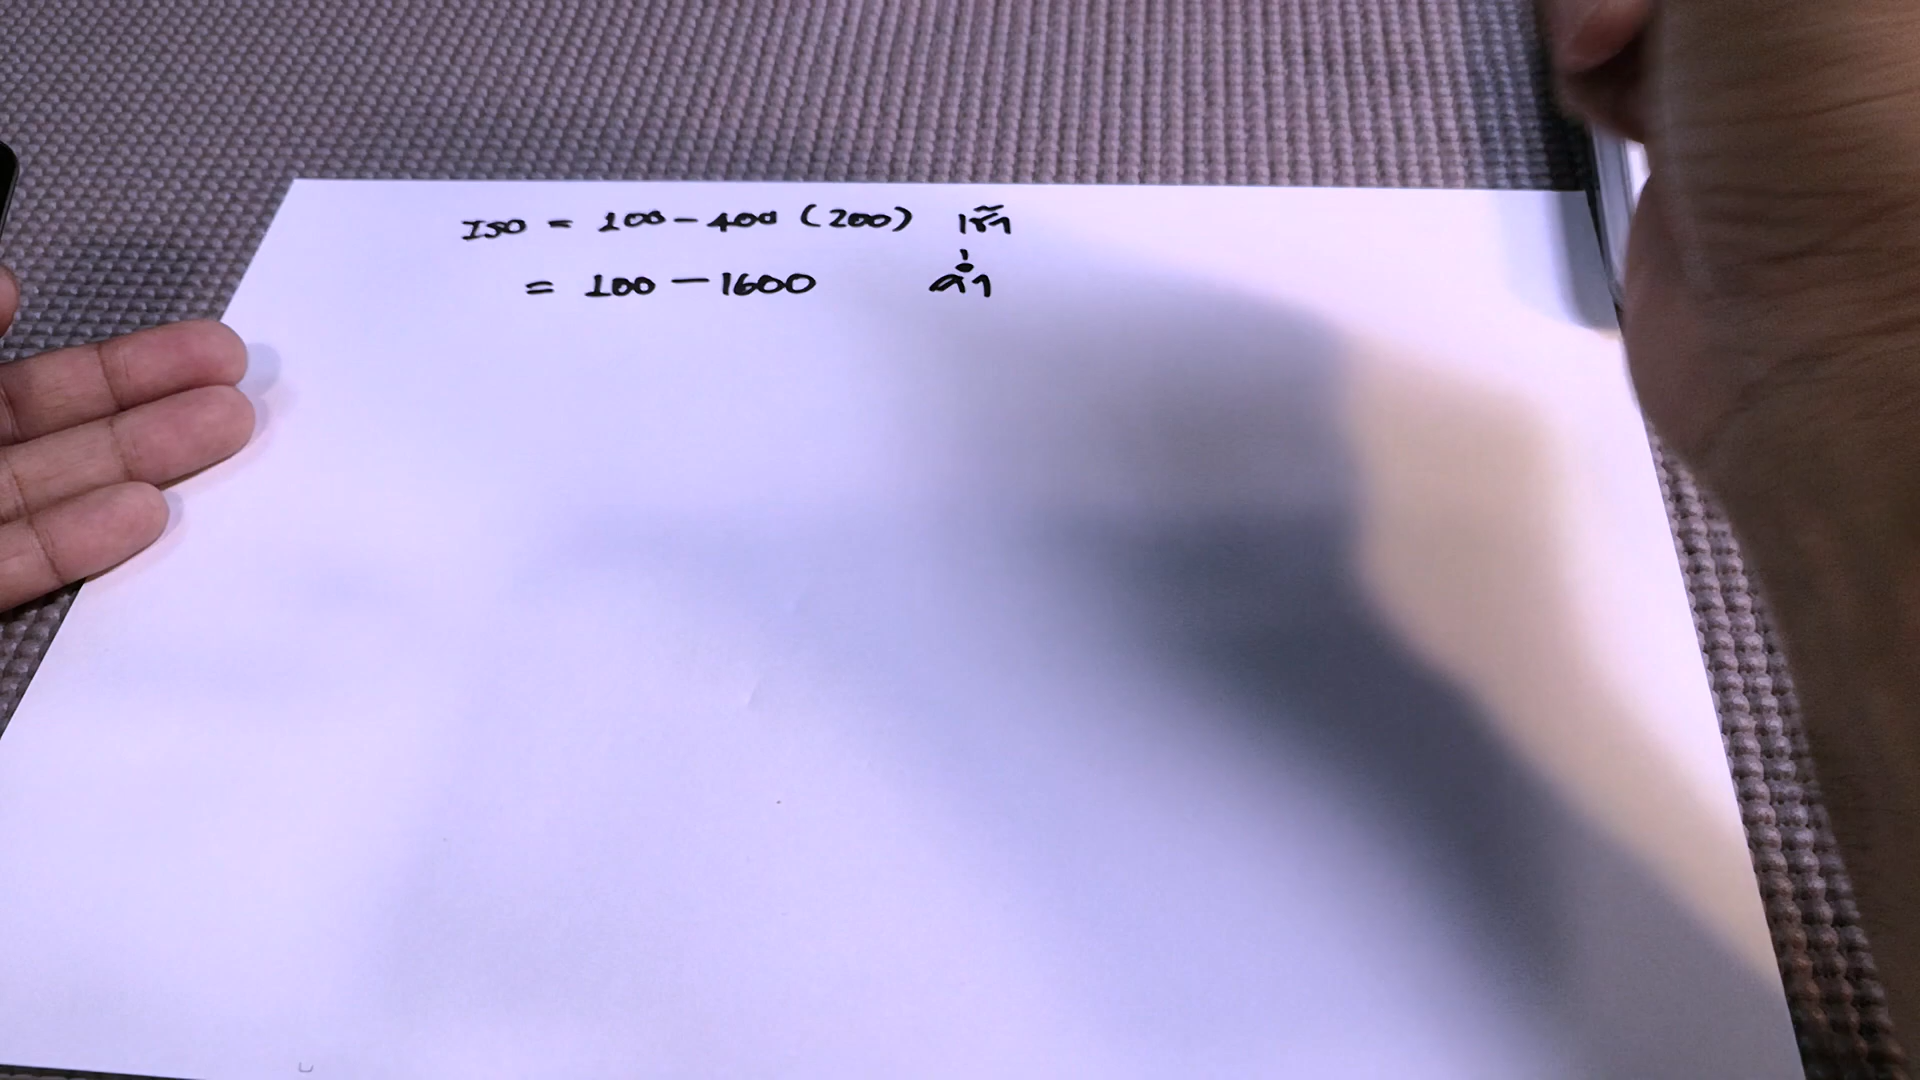 ISO = 100 - 400 (200) เช้า
= 100 - 1600 ค่ำ